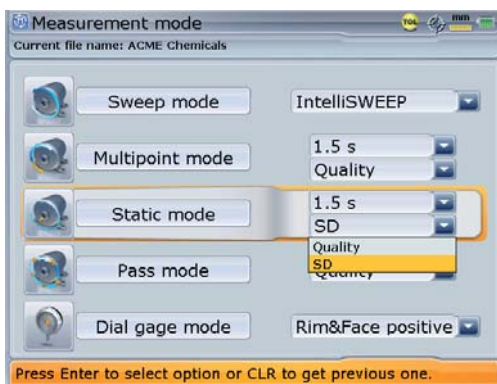 Measurement mode
TOL
mm
Current file name: ACME Chemicals
Sweep mode
IntelliSWEEP
Multipoint mode
1.5 s
Quality
Static mode
1.5 s
SD
Quality
SD
Pass mode
Quality
Dial gage mode
Rim&Face positive
Press Enter to select option or CLR to get previous one.